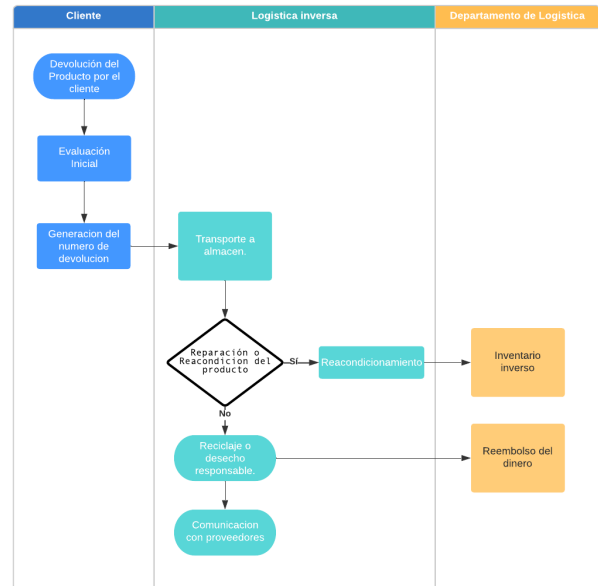 Cliente
Logistica inversa
Departamento de Logistica
Devolución del
Producto por el
cliente
Evaluación
Inicial
Generacion del
numero de
devolucion
Transporte a
almacen.
Reparación o
Reacondicion del
producto
Sí
Reacondicionamiento
Inventario
inverso
No
Reciclaje o
desecho
responsable.
Reembolso del
dinero
Comunicacion
con proveedores